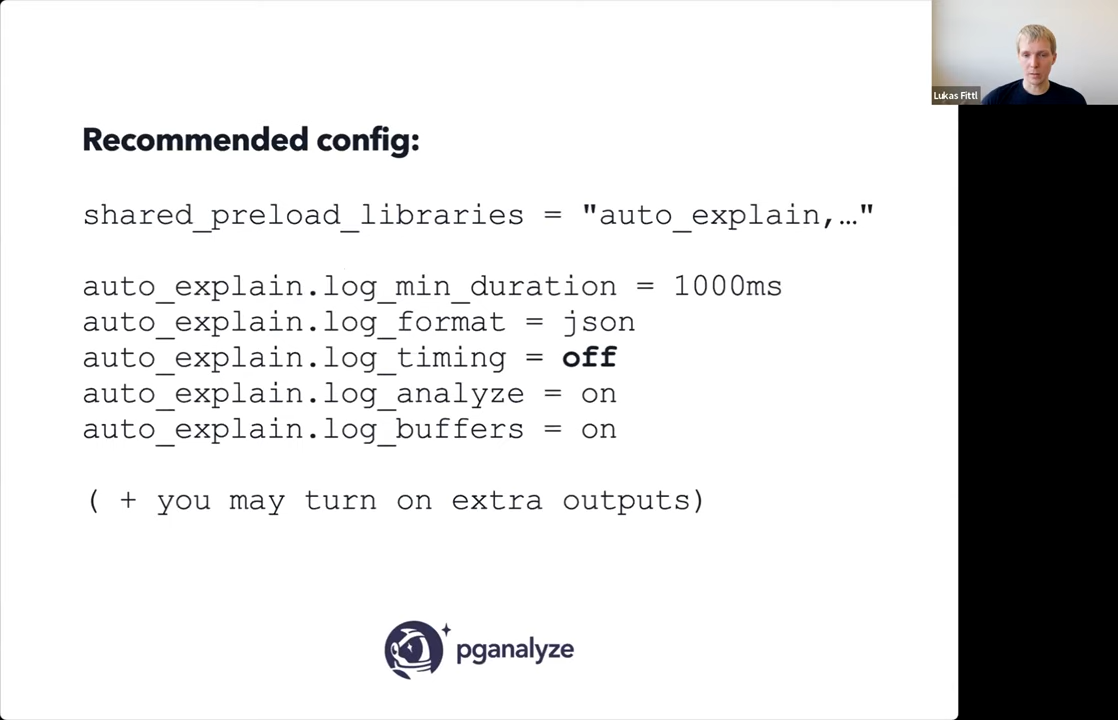 Lukas Fittl
Recommended config:
shared_preload_libraries = "auto_explain,…"
auto_explain.log_min_duration = 1000ms
auto_explain.log_format = json
auto_explain.log_timing = off
auto_explain.log_analyze = on
auto_explain.log_buffers = on
( + you may turn on extra outputs)
pganalyze